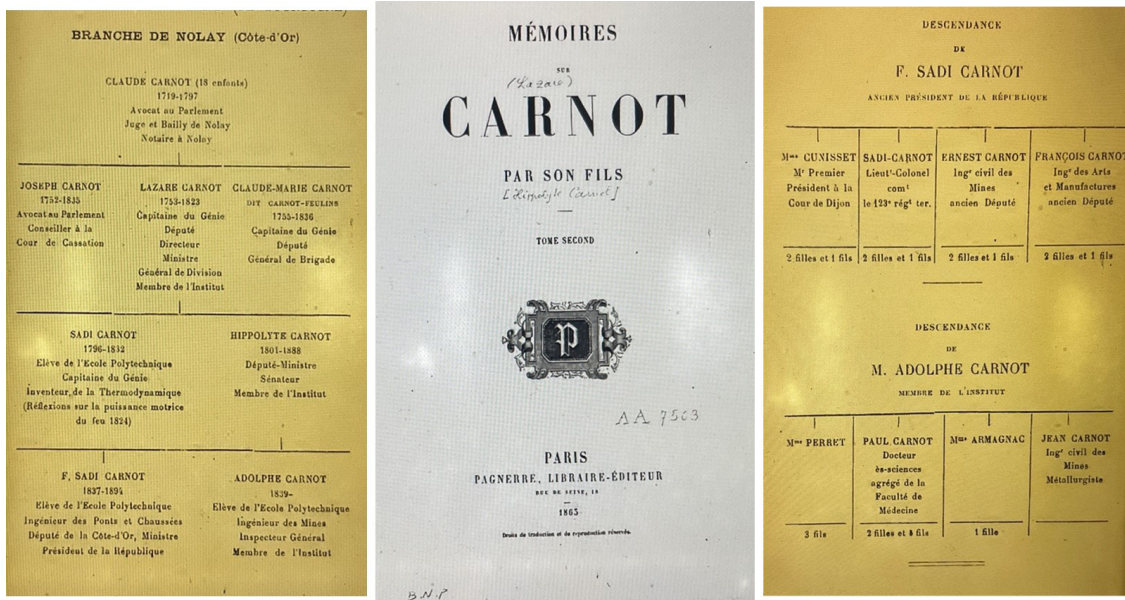 BRANCHE DE NOLAY (Côte-d'Or)
CLAUDE CARNOT (18 enfants)
1719-1797
Avocat au Parlement
Juge et Bailly de Nolay
Notaire à Nolay
JOSEPH CARNOT
1752-1835
Avocat au Parlement
Conseiller à la
Cour de Cassation
LAZARE CARNOT
1753-1823
Capitaine du Génie
Député
Directeur
Ministre
Général de Division
Membre de l'Institut
CLAUDE-MARIE CARNOT
DIT CARNOT-FEULINS
1755-1836
Capitaine du Génie
Député
Général de Brigade
SADI CARNOT
1796-1832
Elève de l'Ecole Polytechnique
Capitaine du Génie
Inventeur de la Thermodynamique
(Réflexions sur la puissance motrice
du feu 1824)
HIPPOLYTE CARNOT
1801-1888
Député-Ministre
Sénateur
Membre de l'Institut
F. SADI CARNOT
1837-1894
Elève de l'Ecole Polytechnique
Ingénieur des Ponts et Chaussées
Député de la Côte-d'Or, Ministre
Président de la République
ADOLPHE CARNOT
1839-
Elève de l'Ecole Polytechnique
Ingénieur des Mines
Inspecteur Général
Membre de l'Institut
MÉMOIRES
SUR
(Lazare)
CARNOT
PAR SON FILS
[Hippolyte Carnot]
TOME SECOND
P
AA 7503
PARIS
PAGNERRE, LIBRAIRE-ÉDITEUR
RUE DE SEINE, 18
1863
Droits de traduction et de reproduction réservés.
B.N.P
DESCENDANCE
DE
F. SADI CARNOT
ANCIEN PRÉSIDENT DE LA RÉPUBLIQUE
Mme CUNISSET
Mr Premier
Président à la
Cour de Dijon
2 filles et 1 fils
SADI-CARNOT
Lieutt-Colonel
comt
le 123e régt ter.
2 filles et 1 fils
ERNEST CARNOT
Ingr civil des
Mines
ancien Député
2 filles et 1 fils
FRANÇOIS CARNOT
Ingr des Arts
et Manufactures
ancien Député
2 filles et 1 fils
DESCENDANCE
DE
M. ADOLPHE CARNOT
MEMBRE DE L'INSTITUT
Mme PERRET
3 fils
PAUL CARNOT
Docteur
ès-sciences
agrégé de la
Faculté de
Médecine
2 filles et fils
Mme ARMAGNAC
1 fille
JEAN CARNOT
Ingr civil des
Mines
Métallurgiste